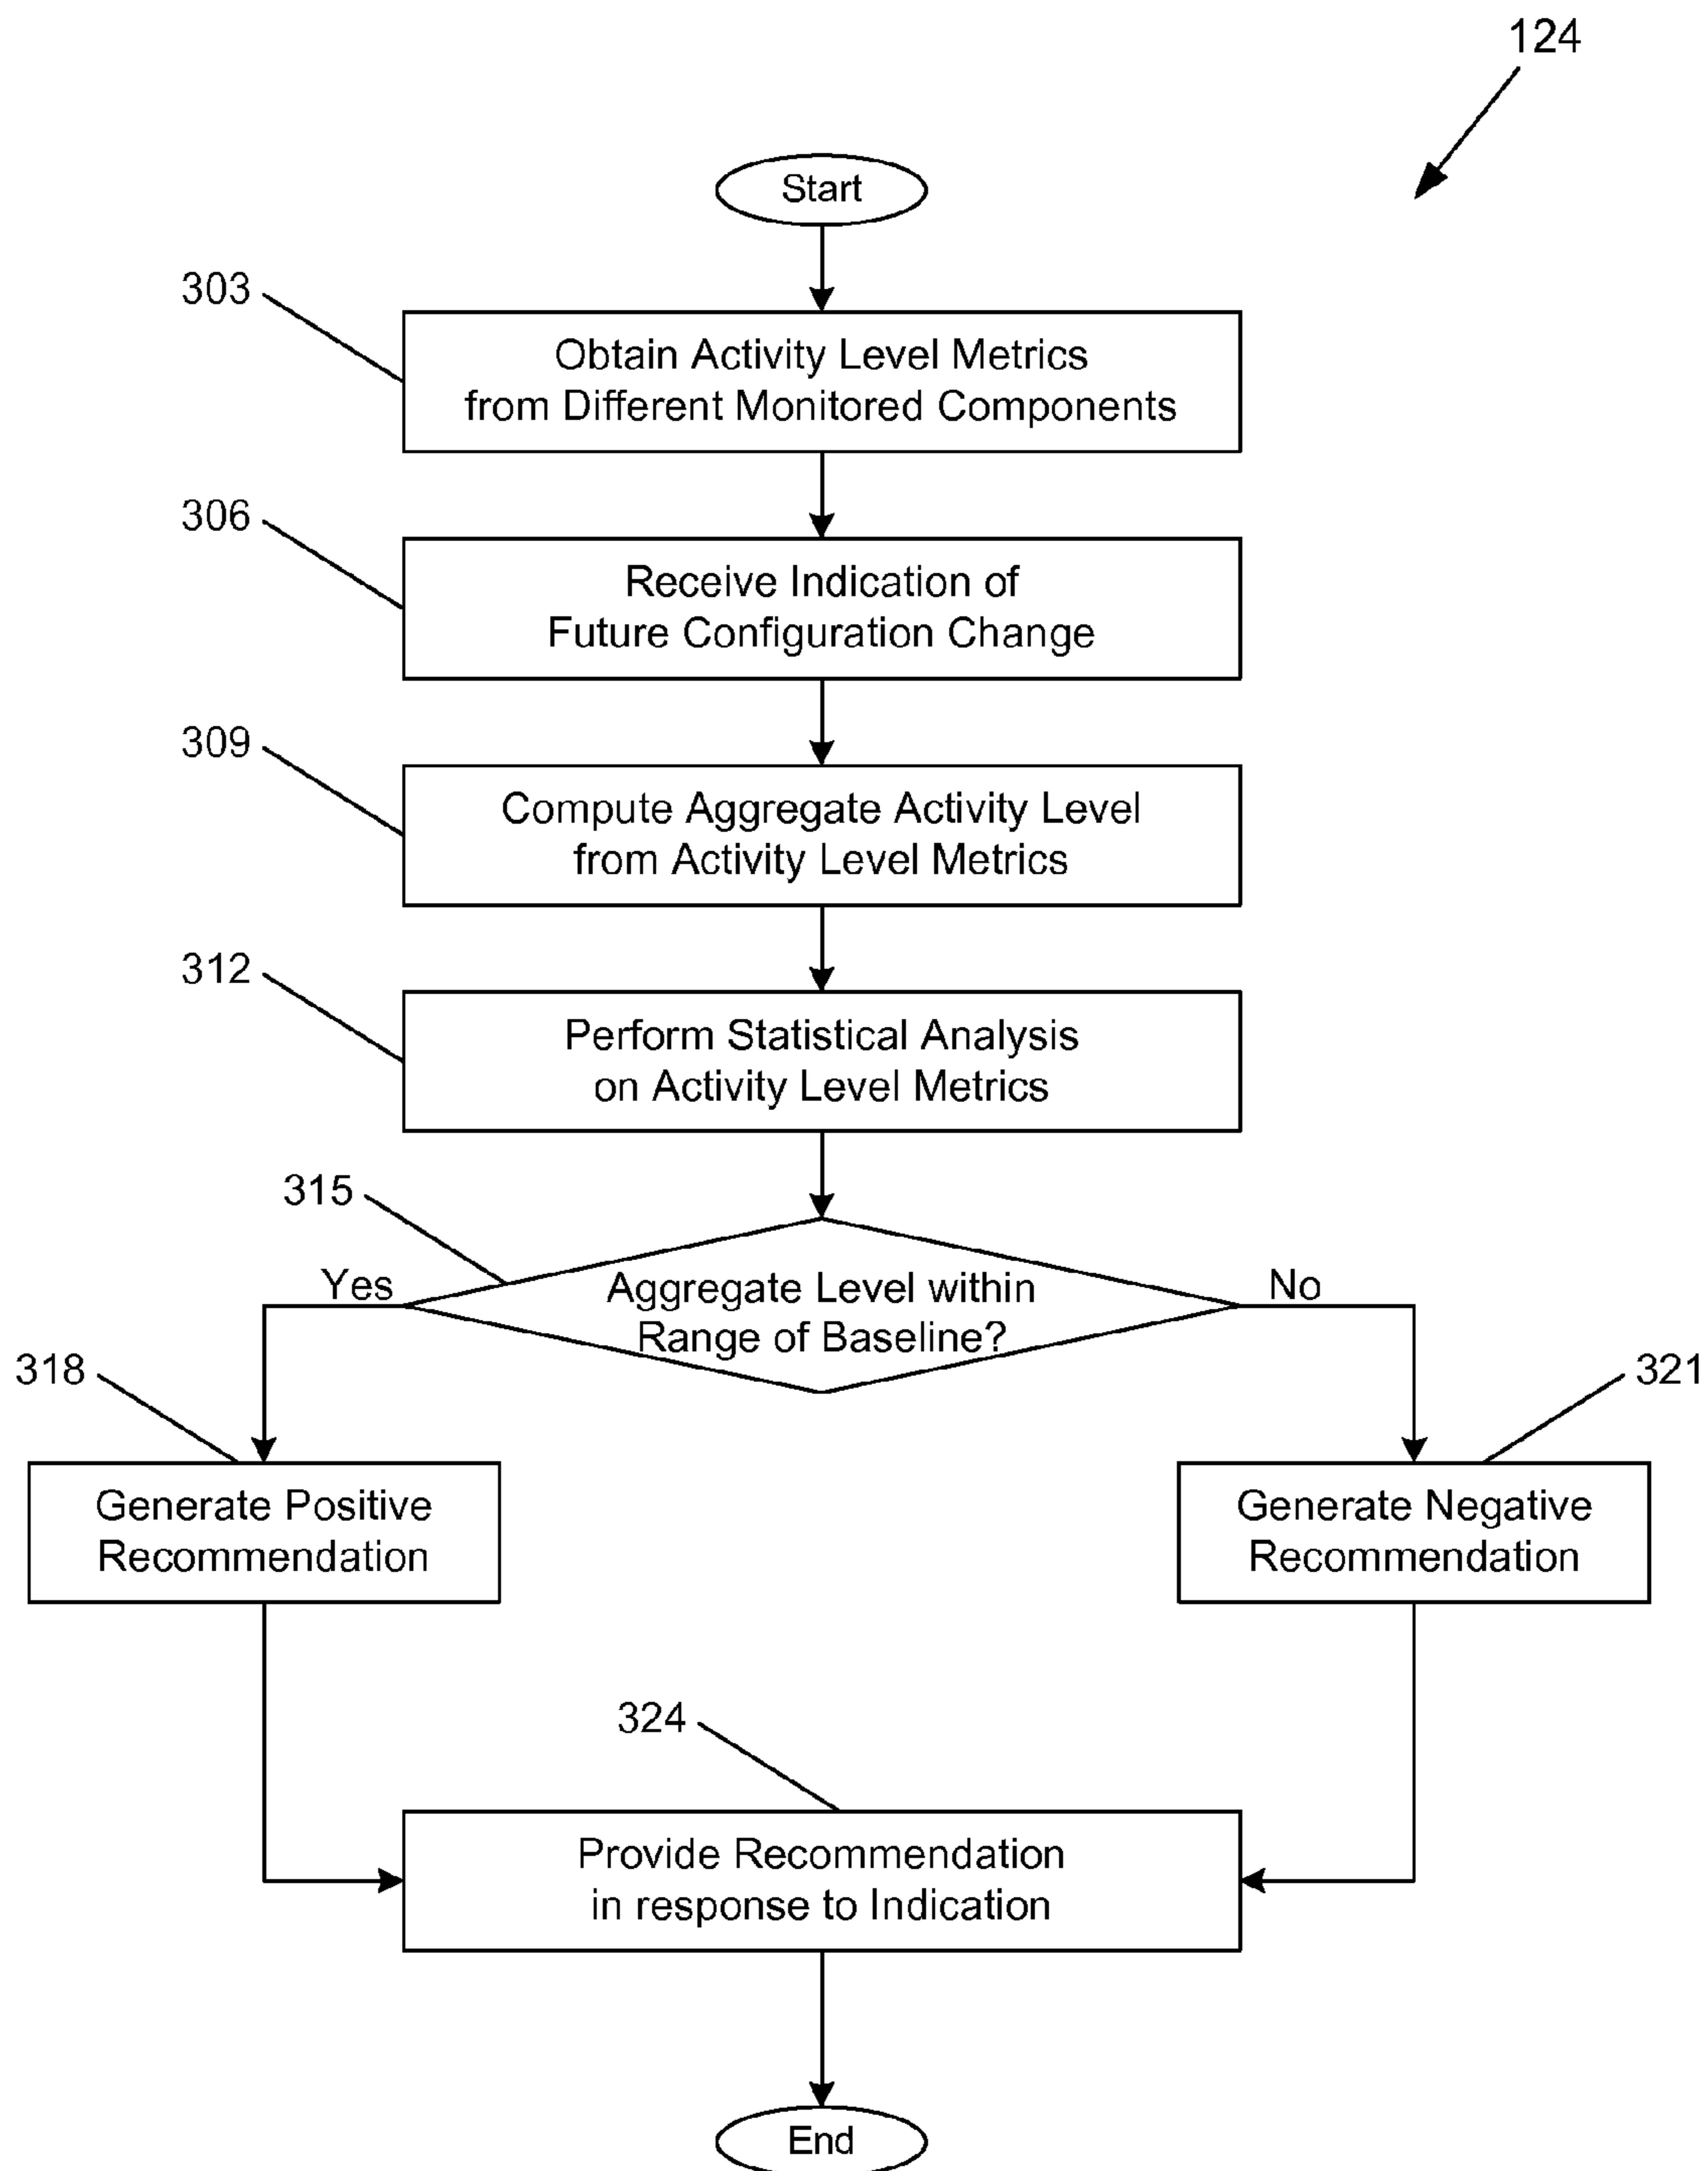 124
Start
303
Obtain Activity Level Metrics
from Different Monitored Components
306
Receive Indication of
Future Configuration Change
309
Compute Aggregate Activity Level
from Activity Level Metrics
312
Perform Statistical Analysis
on Activity Level Metrics
315
Yes
Aggregate Level within
Range of Baseline?
No
318
321
Generate Positive
Recommendation
Generate Negative
Recommendation
324
Provide Recommendation
in response to Indication
End